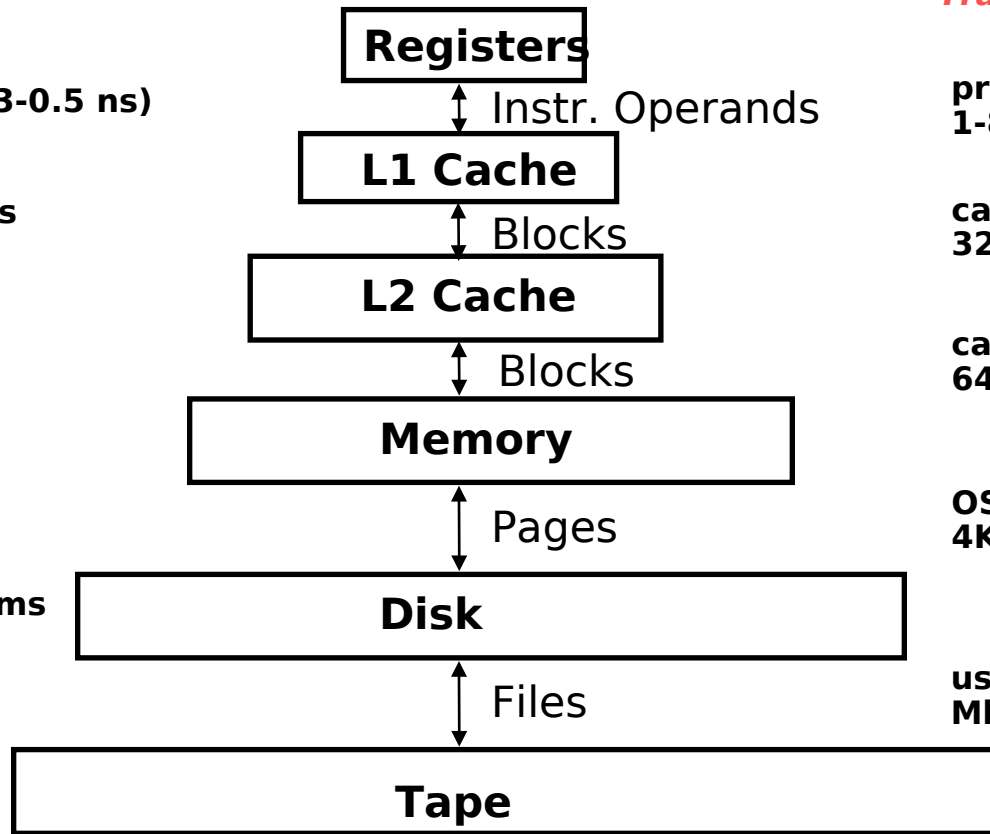 Registers
3-0.5 ns)
Instr. Operands
pr
1-8
L1 Cache
s
Blocks
ca
32
L2 Cache
ca
64
Blocks
Memory
OS
4K
Pages
ms
Disk
us
Files
Tape